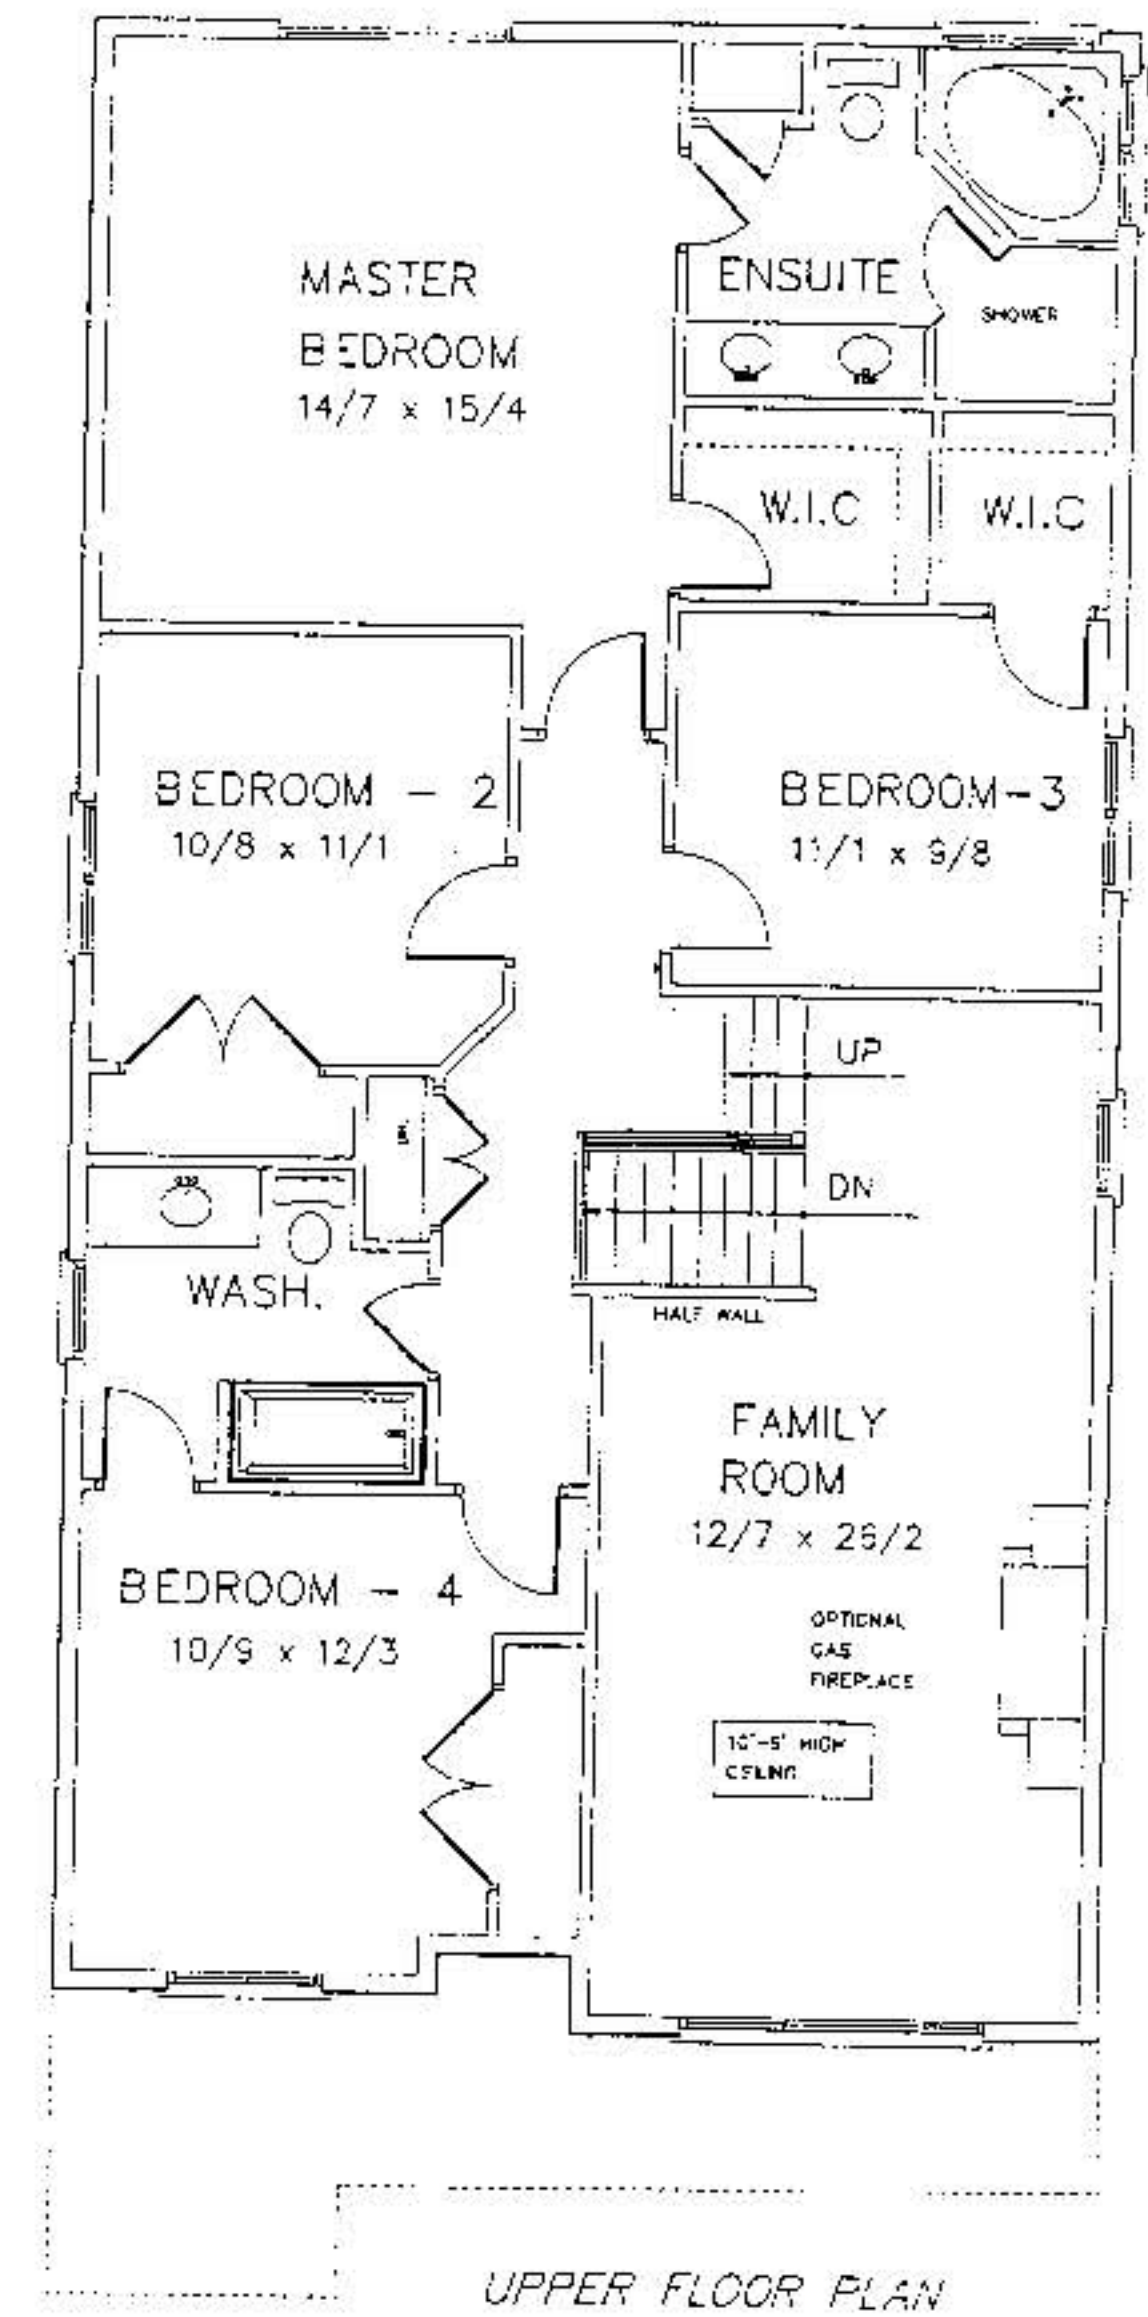 MASTER
BEDROOM
14/7 x 15/4
ENSUITE
SHOWER
W.I.C
W.I.C
BEDROOM - 2
10/8 x 11/1
BEDROOM-3
11/1 x 9/8
UP
DN
HALF WALL
WASH.
FAMILY
ROOM
12/7 x 26/2
BEDROOM - 4
10/9 x 12/3
OPTIONAL
GAS
FIREPLACE
10'-5" HIGH
CEILING
UPPER FLOOR PLAN